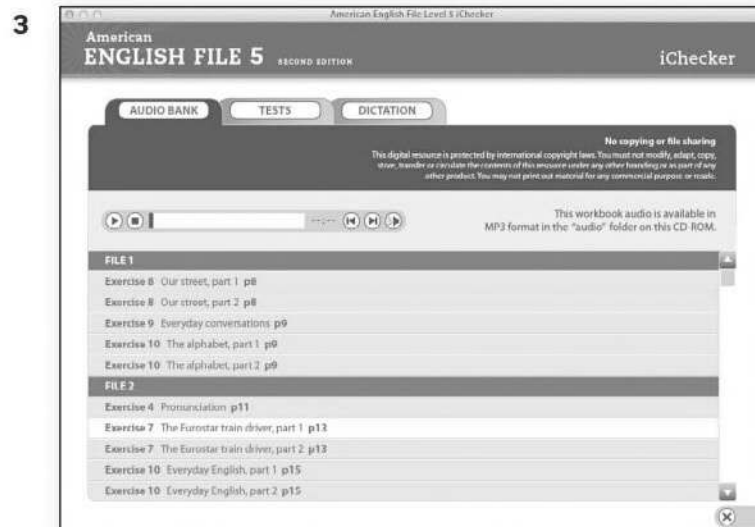 3
American English File Level 5 iChecker
American
ENGLISH FILE 5 SECOND EDITION
iChecker
AUDIO BANK
TESTS
DICTATION
No copying or file sharing
This digital resource is protected by international copyright laws. You must not modify, adapt, copy,
store, transfer or circulate the contents of this resource under any other branding or as part of any
other product. You may not print out material for any commercial purpose or resale.
--:--
This workbook audio is available in
MP3 format in the "audio" folder on this CD-ROM.
FILE 1
Exercise 8 Our street, part 1 p8
Exercise 8 Our street, part 2 p8
Exercise 9 Everyday conversations p9
Exercise 10 The alphabet, part 1 p9
Exercise 10 The alphabet, part 2 p9
FILE 2
Exercise 4 Pronunciation p11
Exercise 7 The Eurostar train driver, part 1 p13
Exercise 7 The Eurostar train driver, part 2 p13
Exercise 10 Everyday English, part 1 p15
Exercise 10 Everyday English, part 2 p15